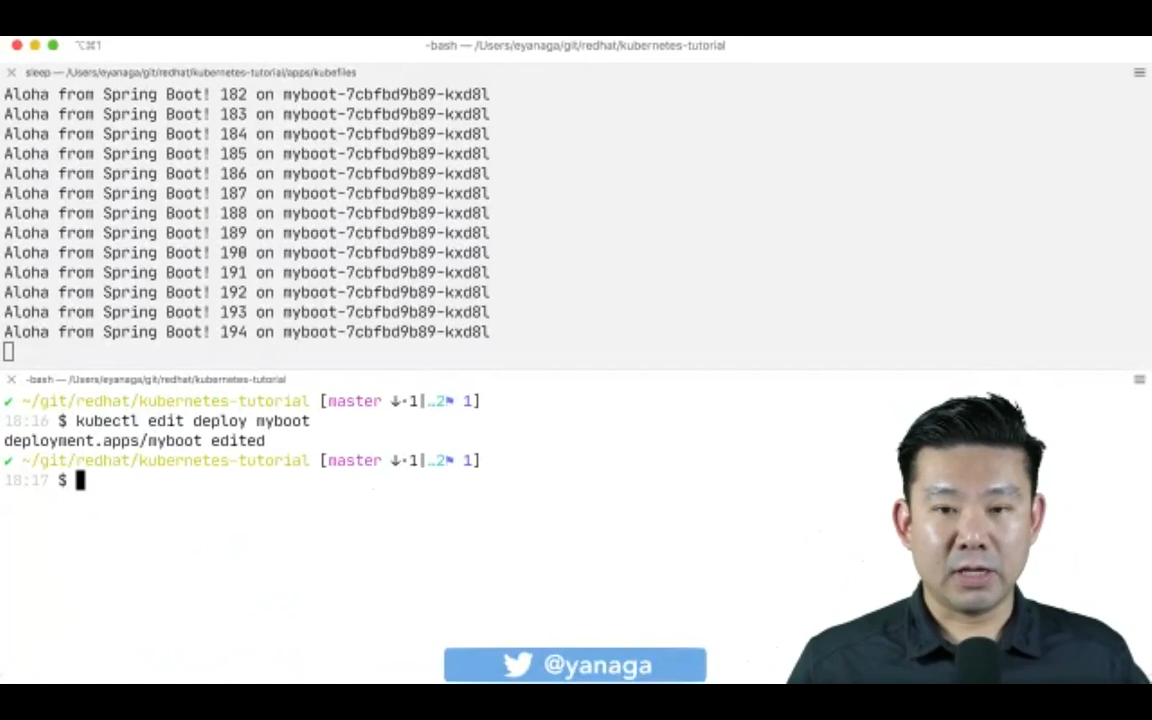 ⌥⌘1
-bash — /Users/eyanaga/git/redhat/kubernetes-tutorial
sleep — /Users/eyanaga/git/redhat/kubernetes-tutorial/apps/kubefiles
Aloha from Spring Boot! 182 on myboot-7cbfbd9b89-kxd8l
Aloha from Spring Boot! 183 on myboot-7cbfbd9b89-kxd8l
Aloha from Spring Boot! 184 on myboot-7cbfbd9b89-kxd8l
Aloha from Spring Boot! 185 on myboot-7cbfbd9b89-kxd8l
Aloha from Spring Boot! 186 on myboot-7cbfbd9b89-kxd8l
Aloha from Spring Boot! 187 on myboot-7cbfbd9b89-kxd8l
Aloha from Spring Boot! 188 on myboot-7cbfbd9b89-kxd8l
Aloha from Spring Boot! 189 on myboot-7cbfbd9b89-kxd8l
Aloha from Spring Boot! 190 on myboot-7cbfbd9b89-kxd8l
Aloha from Spring Boot! 191 on myboot-7cbfbd9b89-kxd8l
Aloha from Spring Boot! 192 on myboot-7cbfbd9b89-kxd8l
Aloha from Spring Boot! 193 on myboot-7cbfbd9b89-kxd8l
Aloha from Spring Boot! 194 on myboot-7cbfbd9b89-kxd8l
-bash — /Users/eyanaga/git/redhat/kubernetes-tutorial
✔ ~/git/redhat/kubernetes-tutorial [master ↓·1|…2⚑ 1]
18:16 $ kubectl edit deploy myboot
deployment.apps/myboot edited
✔ ~/git/redhat/kubernetes-tutorial [master ↓·1|…2⚑ 1]
18:17 $
@yanaga